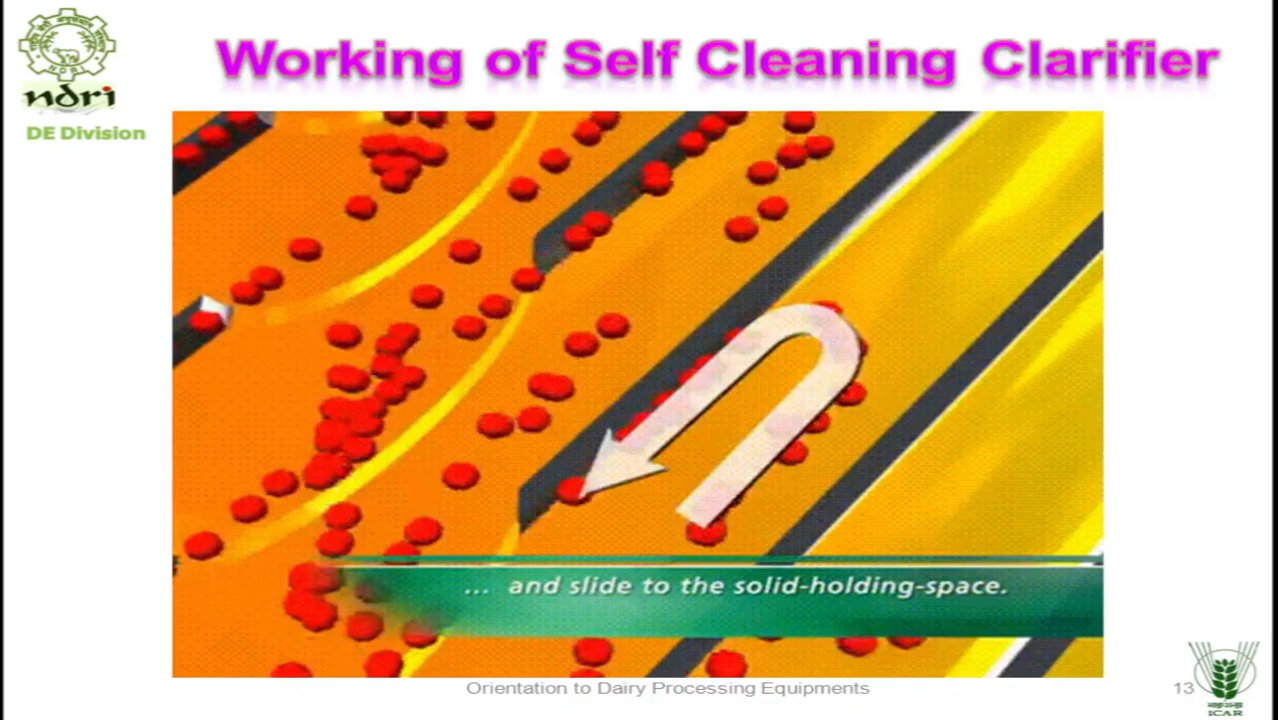 Working of Self Cleaning Clarifier
ndri
DE Division
... and slide to the solid-holding-space.
Orientation to Dairy Processing Equipments
13
ICAR